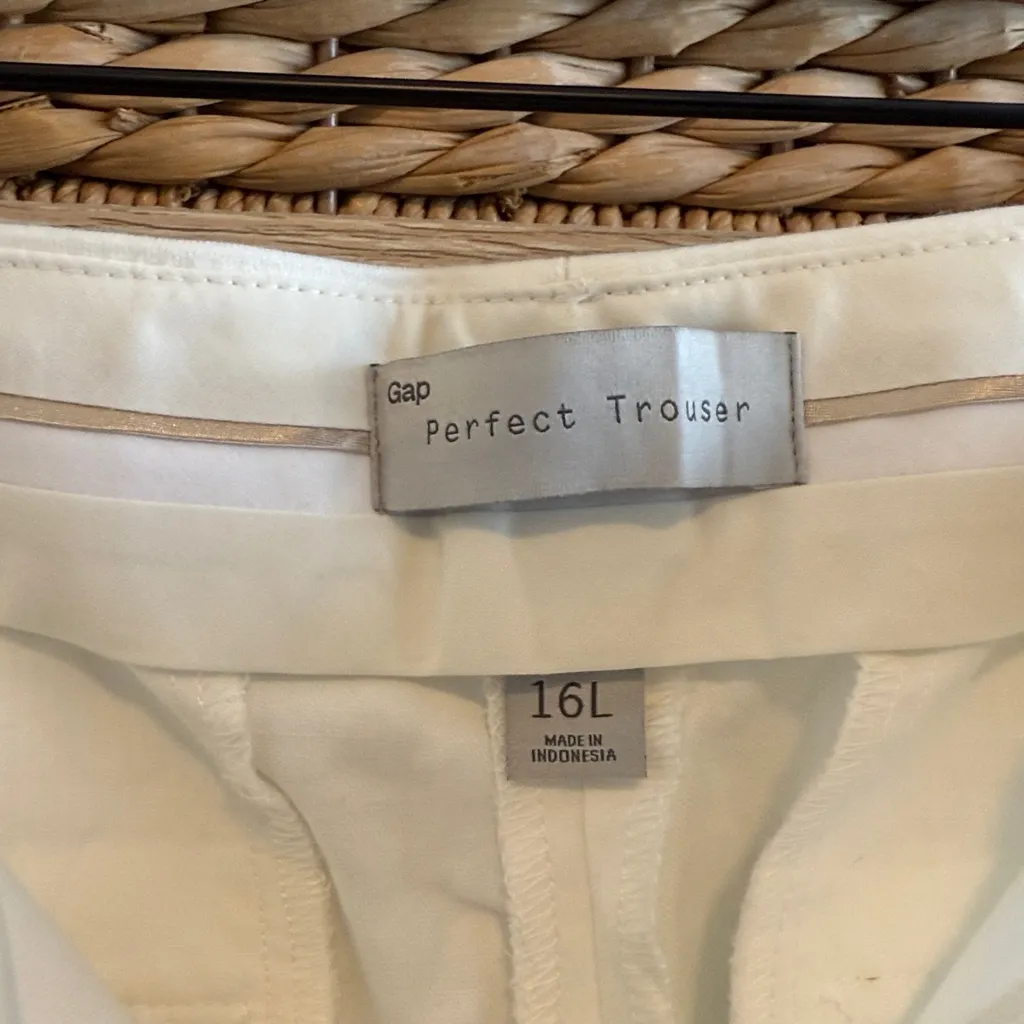 Gap
Perfect Trouser
16L
MADE IN
INDONESIA